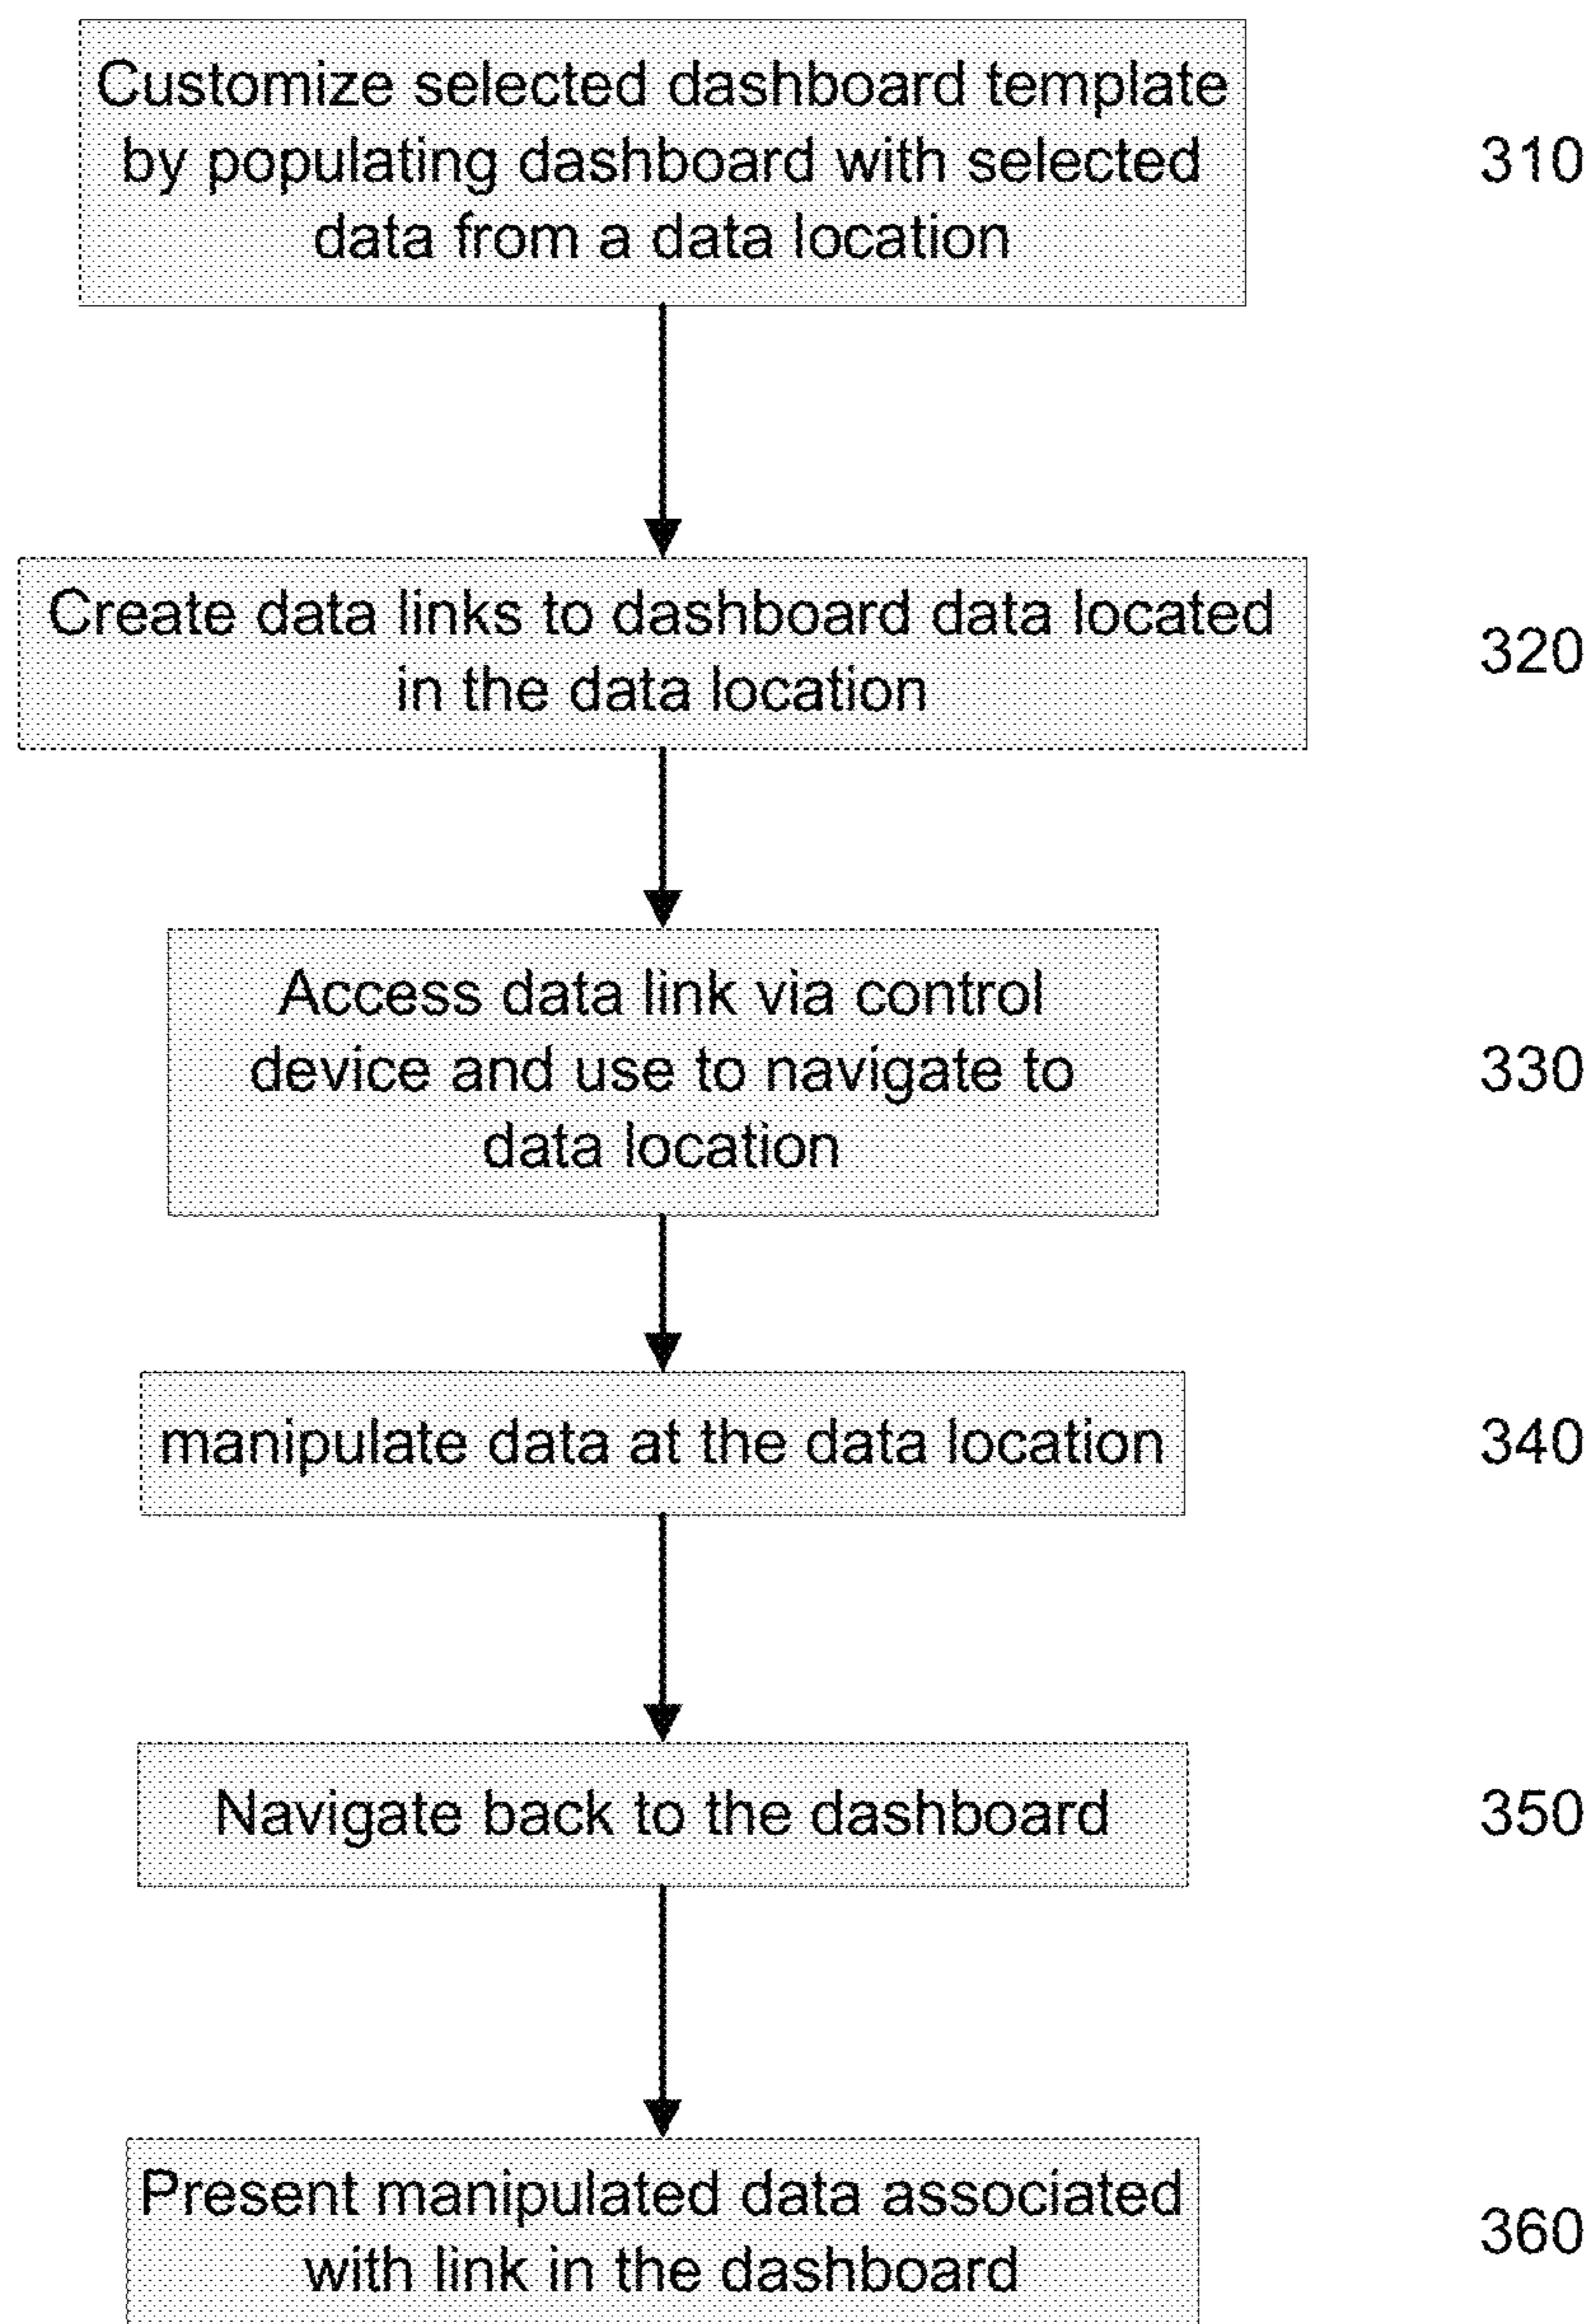 Customize selected dashboard template
by populating dashboard with selected
data from a data location
310
Create data links to dashboard data located
in the data location
320
Access data link via control
device and use to navigate to
data location
330
manipulate data at the data location
340
Navigate back to the dashboard
350
Present manipulated data associated
with link in the dashboard
360